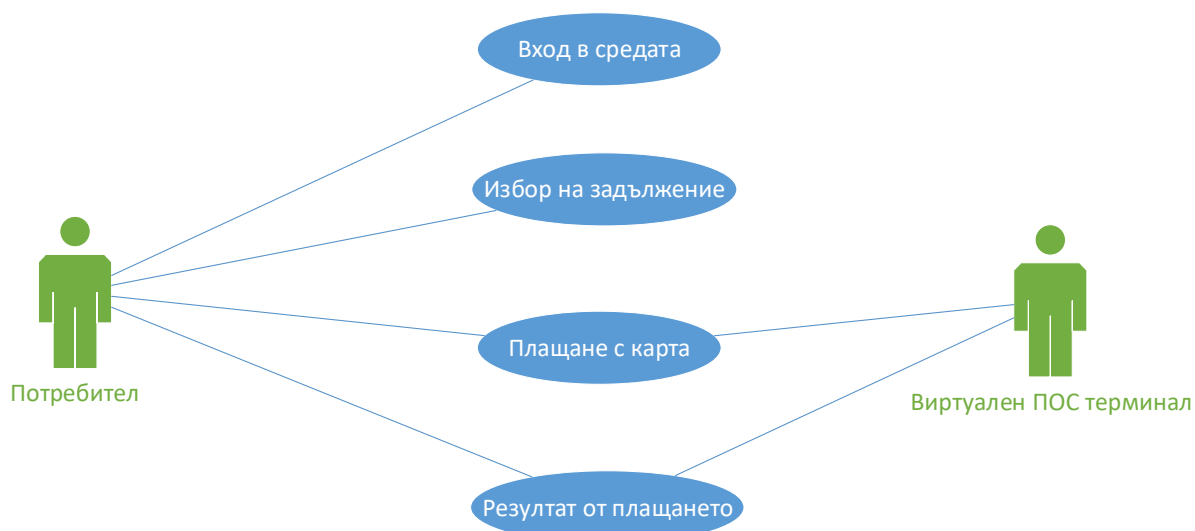 Вход в средата
Избор на задължение
Плащане с карта
Потребител
Виртуален ПОС терминал
Резултат от плащането